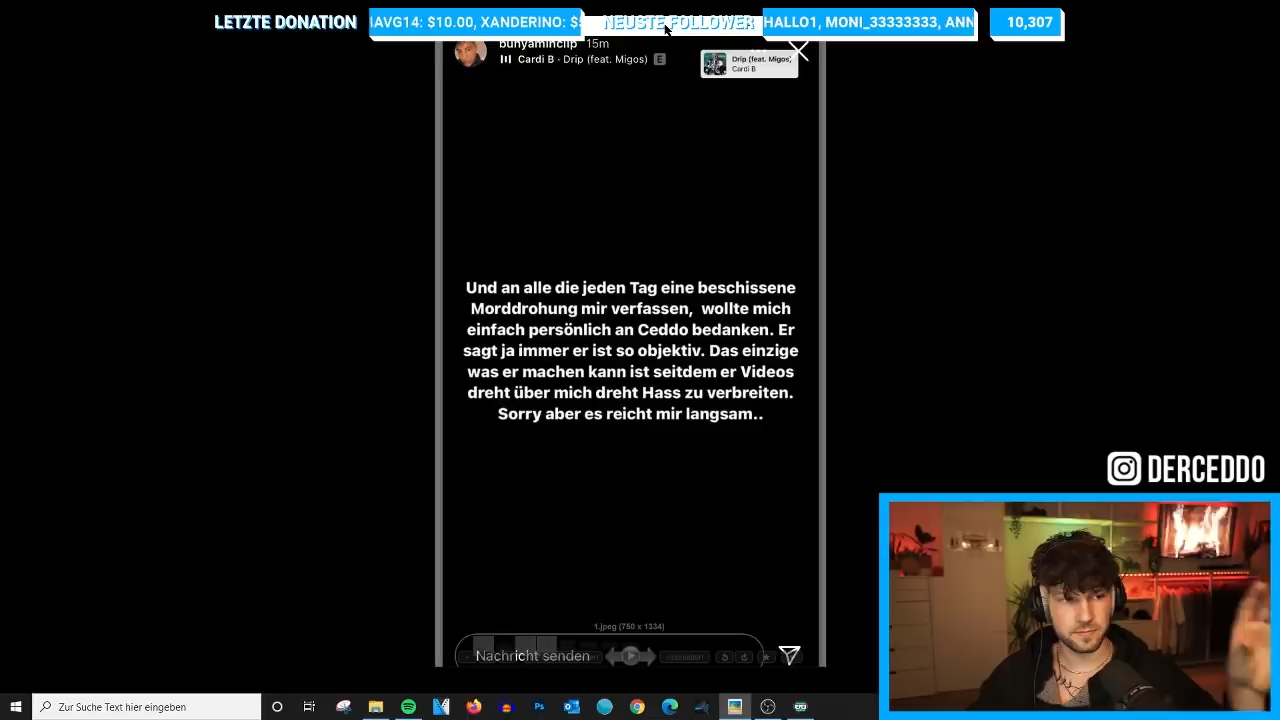 LETZTE DONATION
IAVG14: $10.00, XANDERINO: $
NEUSTE FOLLOWER
HALLO1, MONI_33333333, ANN
10,307
bunyaminclip 15m
Cardi B · Drip (feat. Migos) E
Drip (feat. Migos)
Cardi B
Und an alle die jeden Tag eine beschissene
Morddrohung mir verfassen, wollte mich
einfach persönlich an Ceddo bedanken. Er
sagt ja immer er ist so objektiv. Das einzige
was er machen kann ist seitdem er Videos
dreht über mich dreht Hass zu verbreiten.
Sorry aber es reicht mir langsam..
DERCEDDO
1.jpeg (750 x 1334)
Nachricht senden
Zur Suche Text hier eingeben
Ps